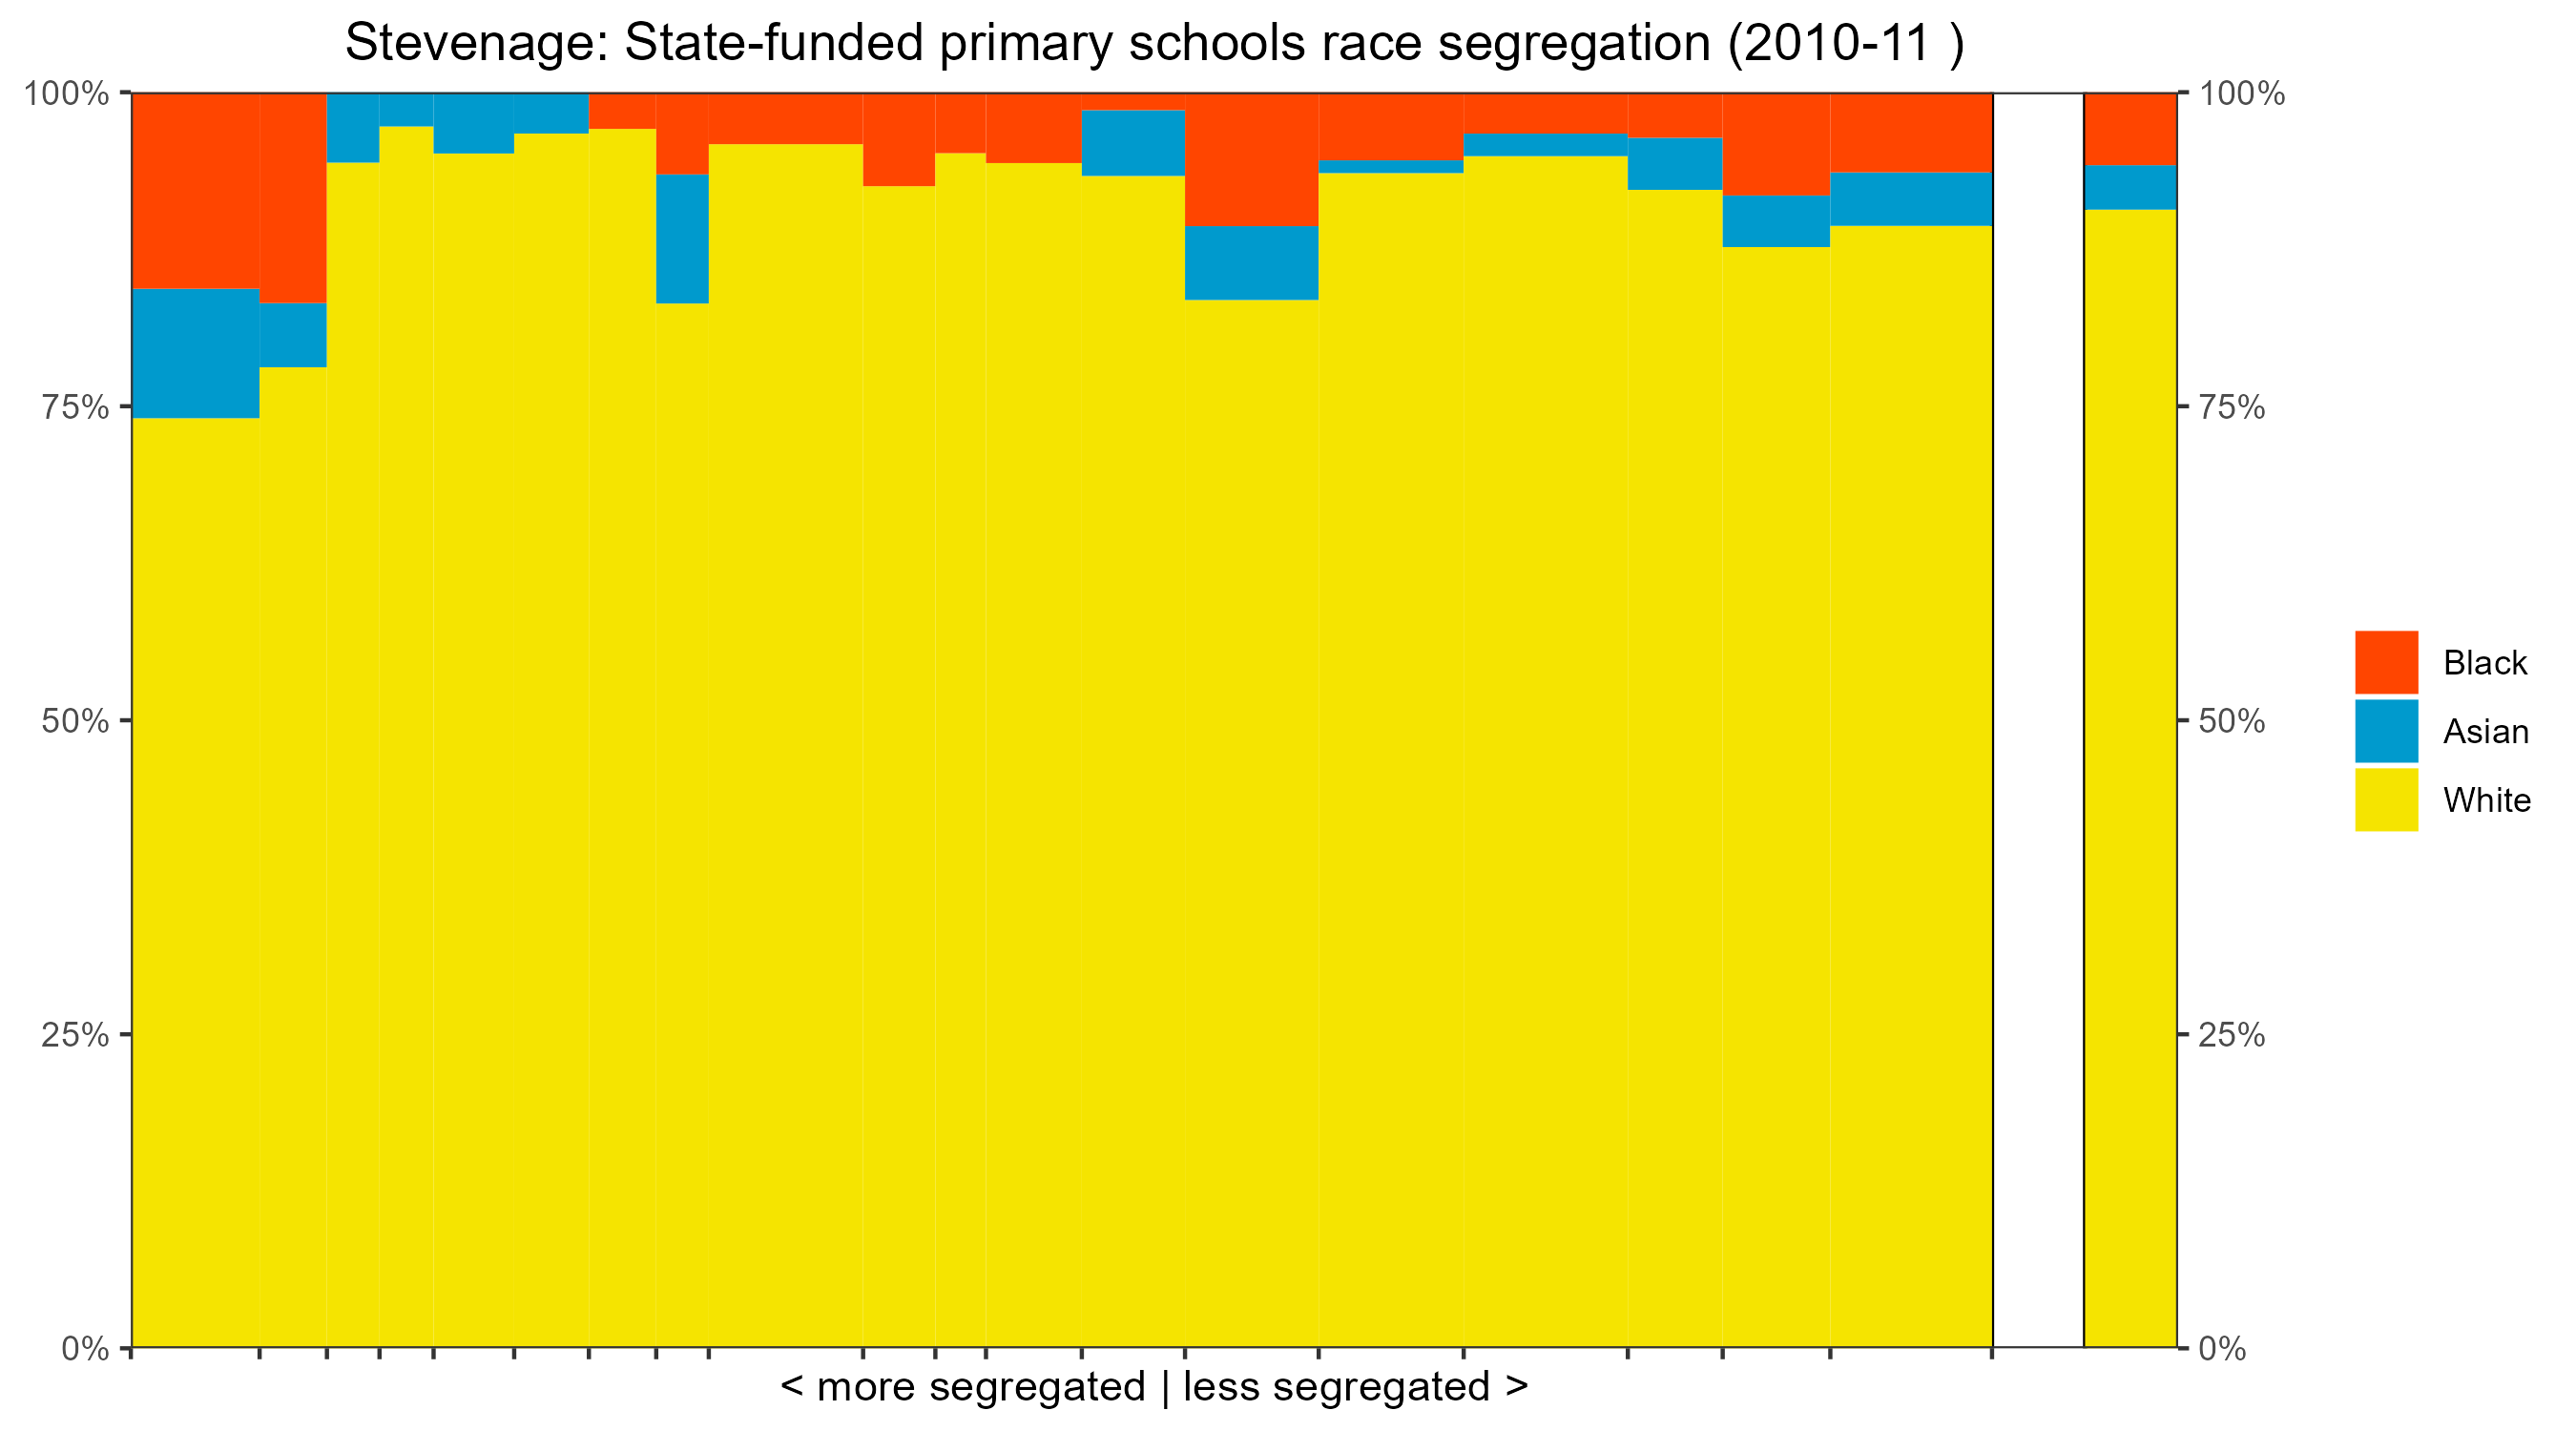 Stevenage: State-funded primary schools race segregation (2010-11 )
100%
75%
50%
25%
0%
100%
75%
50%
25%
0%
Black
Asian
White
< more segregated | less segregated >